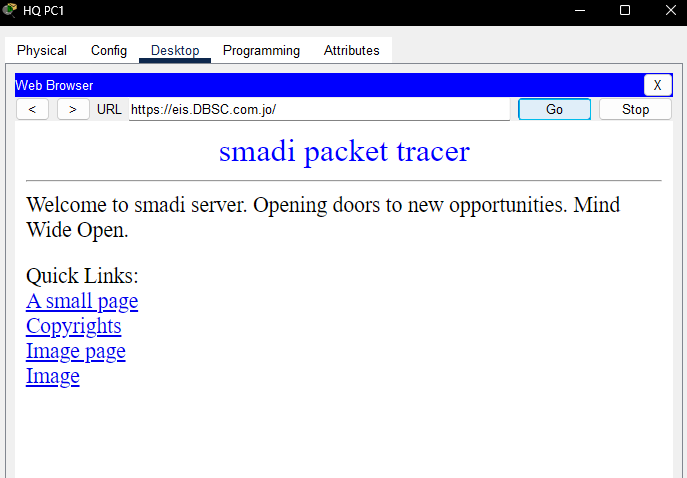 HQ PC1
Physical Config Desktop Programming Attributes
Web Browser X
< > URL https://eis.DBSC.com.jo/ Go Stop
smadi packet tracer
Welcome to smadi server. Opening doors to new opportunities. Mind
Wide Open.
Quick Links:
A small page
Copyrights
Image page
Image